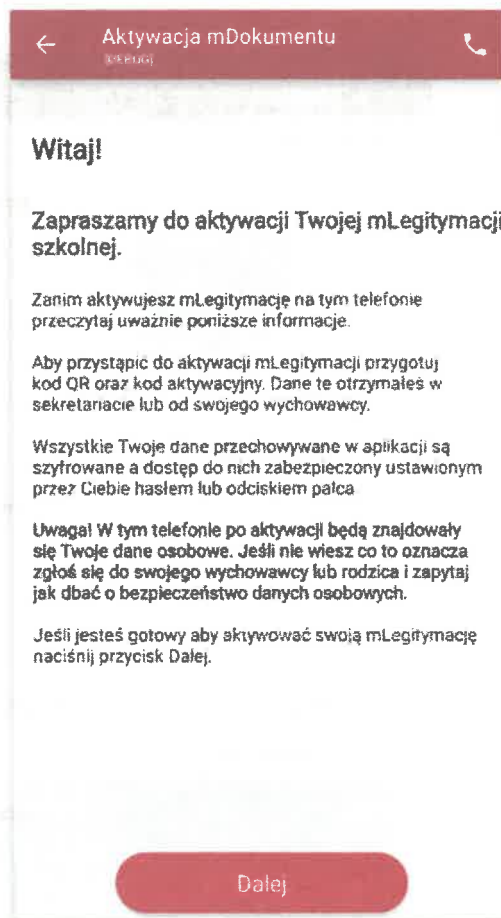 Aktywacja mDokumentu
[DEBUG]
Witaj!
Zapraszamy do aktywacji Twojej mLegitymacji
szkolnej.
Zanim aktywujesz mLegitymację na tym telefonie
przeczytaj uważnie poniższe informacje.
Aby przystąpić do aktywacji mLegitymacji przygotuj
kod QR oraz kod aktywacyjny. Dane te otrzymałeś w
sekretariacie lub od swojego wychowawcy.
Wszystkie Twoje dane przechowywane w aplikacji są
szyfrowane a dostęp do nich zabezpieczony ustawionym
przez Ciebie hasłem lub odciskiem palca
Uwaga! W tym telefonie po aktywacji będą znajdowały
się Twoje dane osobowe. Jeśli nie wiesz co to oznacza
zgłoś się do swojego wychowawcy lub rodzica i zapytaj
jak dbać o bezpieczeństwo danych osobowych.
Jeśli jesteś gotowy aby aktywować swoją mLegitymację
naciśnij przycisk Dalej.
Dalej